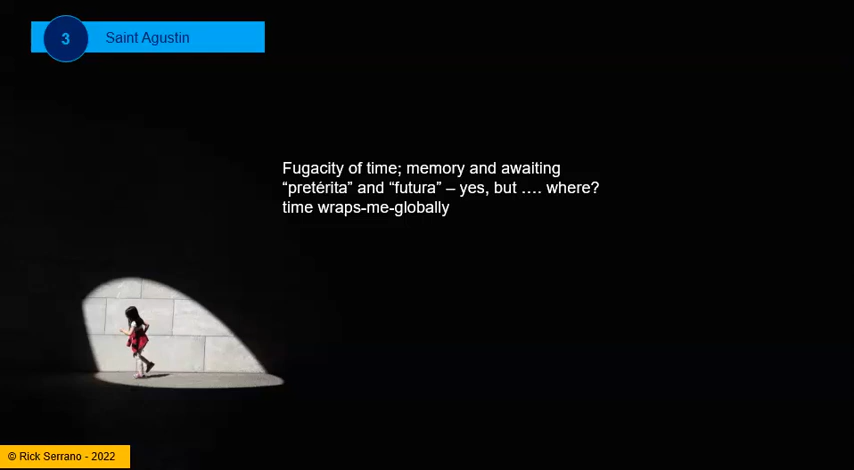 3
Saint Agustin
Fugacity of time; memory and awaiting
“pretérita” and “futura” – yes, but …. where?
time wraps-me-globally
© Rick Serrano - 2022